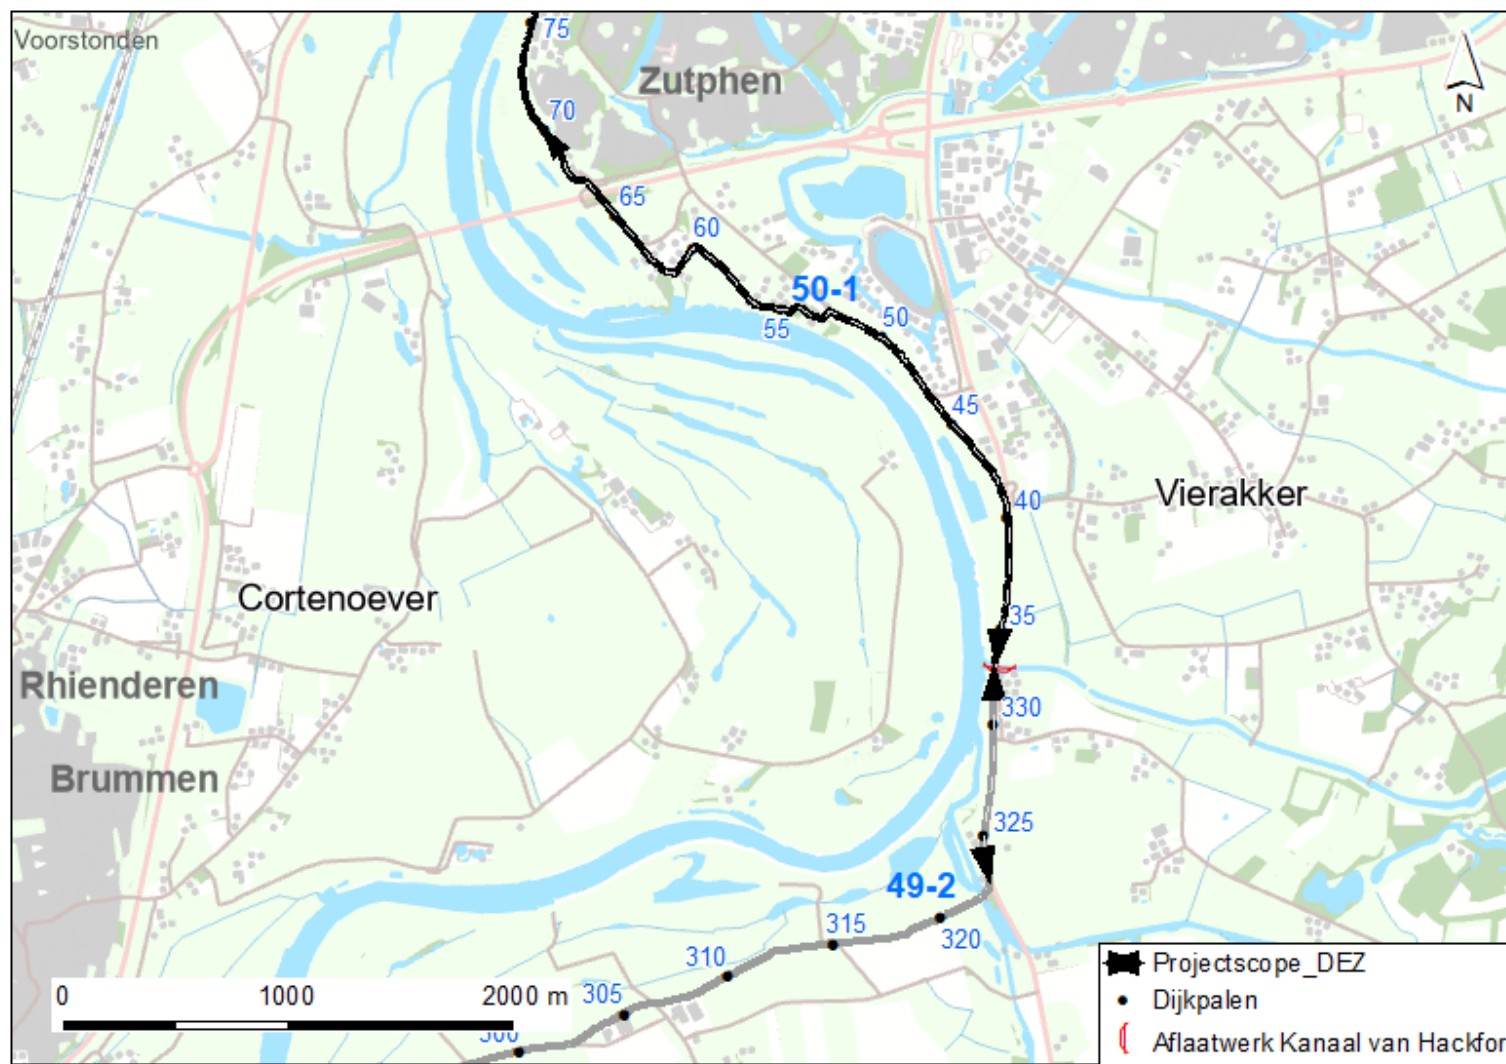 Voorstonden
75
Zutphen
N
70
65
60
50-1
55
50
45
40
Vierakker
35
Cortenoever
Rhienderen
330
Brummen
325
49-2
315
320
310
305
300
0 1000 2000 m
Projectscope_DEZ
Dijkpalen
Aflaatwerk Kanaal van Hackfor